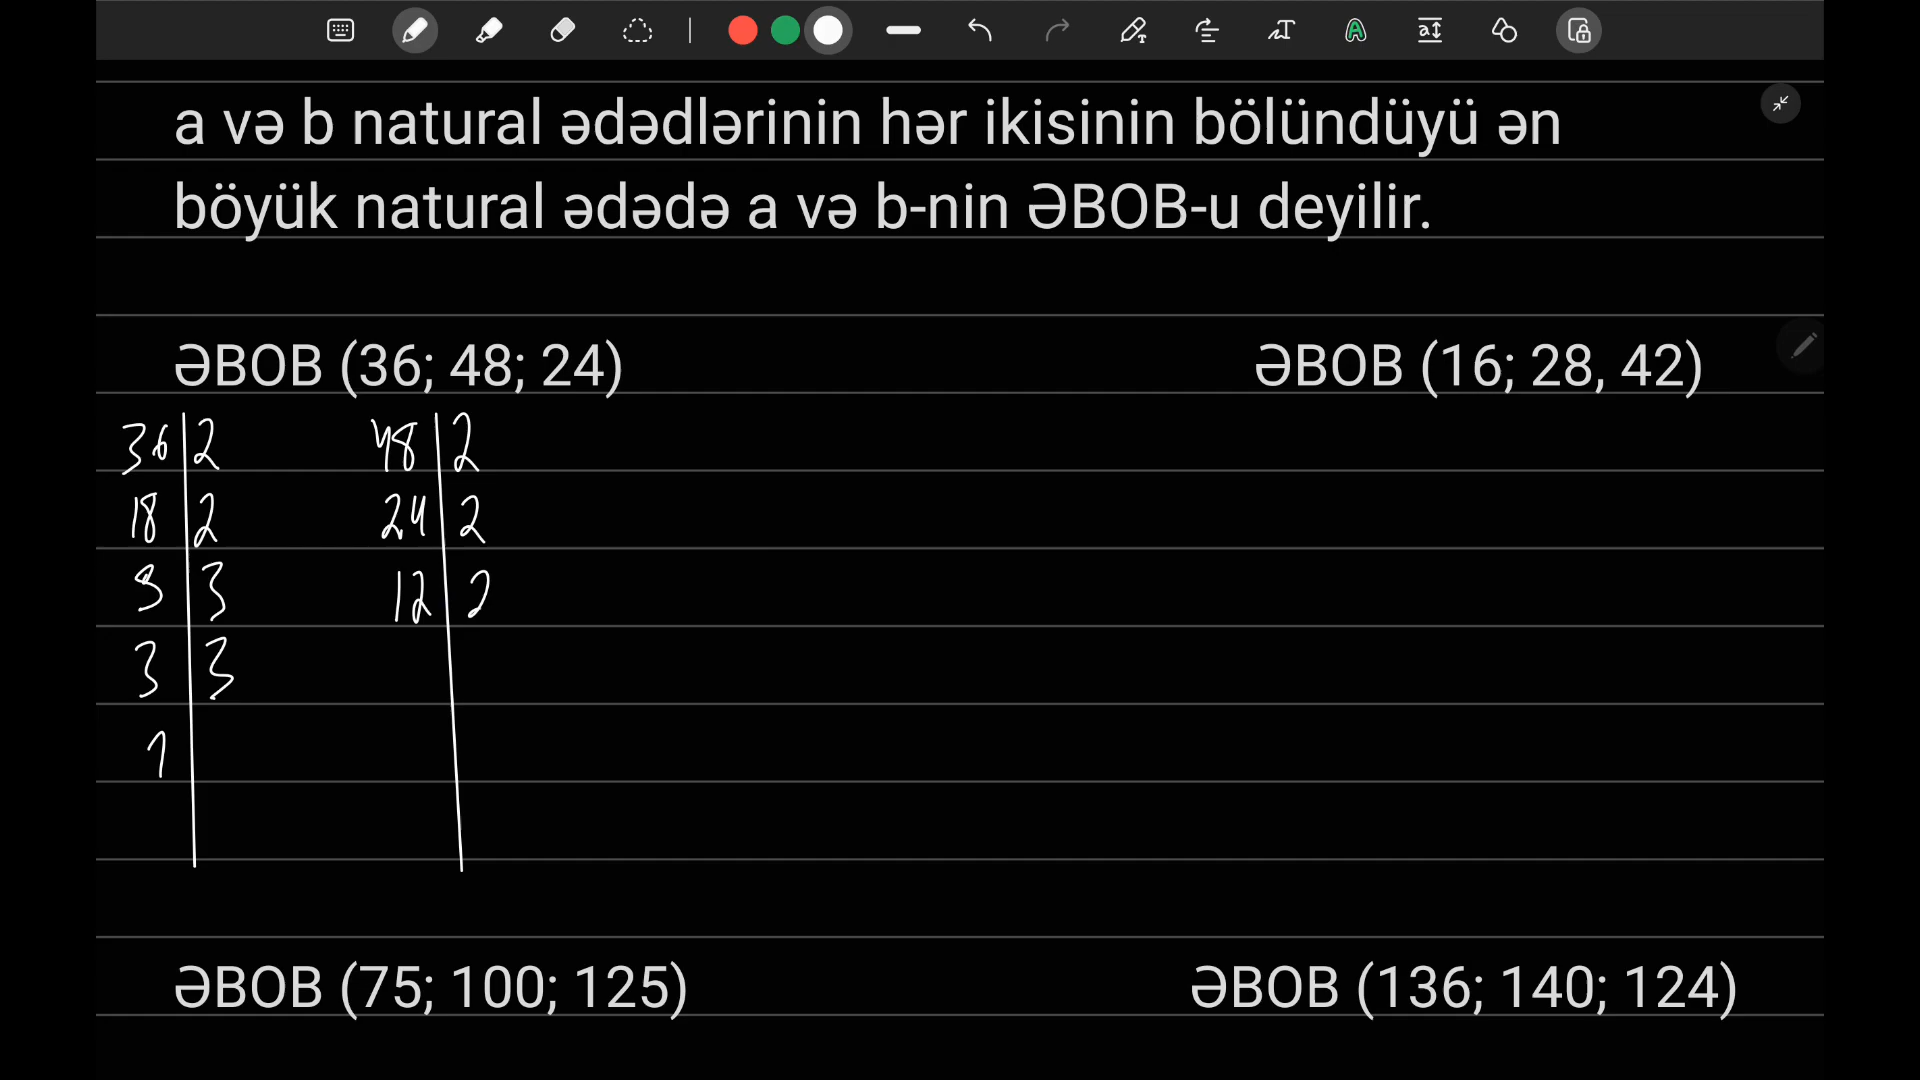 a və b natural ədədlərinin hər ikisinin bölündüyü ən
böyük natural ədədə a və b-nin ƏBOB-u deyilir.
ƏBOB (36; 48; 24)
ƏBOB (16; 28, 42)
36 2
18 2
9 3
3 3
1
48 2
24 2
12 2
ƏBOB (75; 100; 125)
ƏBOB (136; 140; 124)